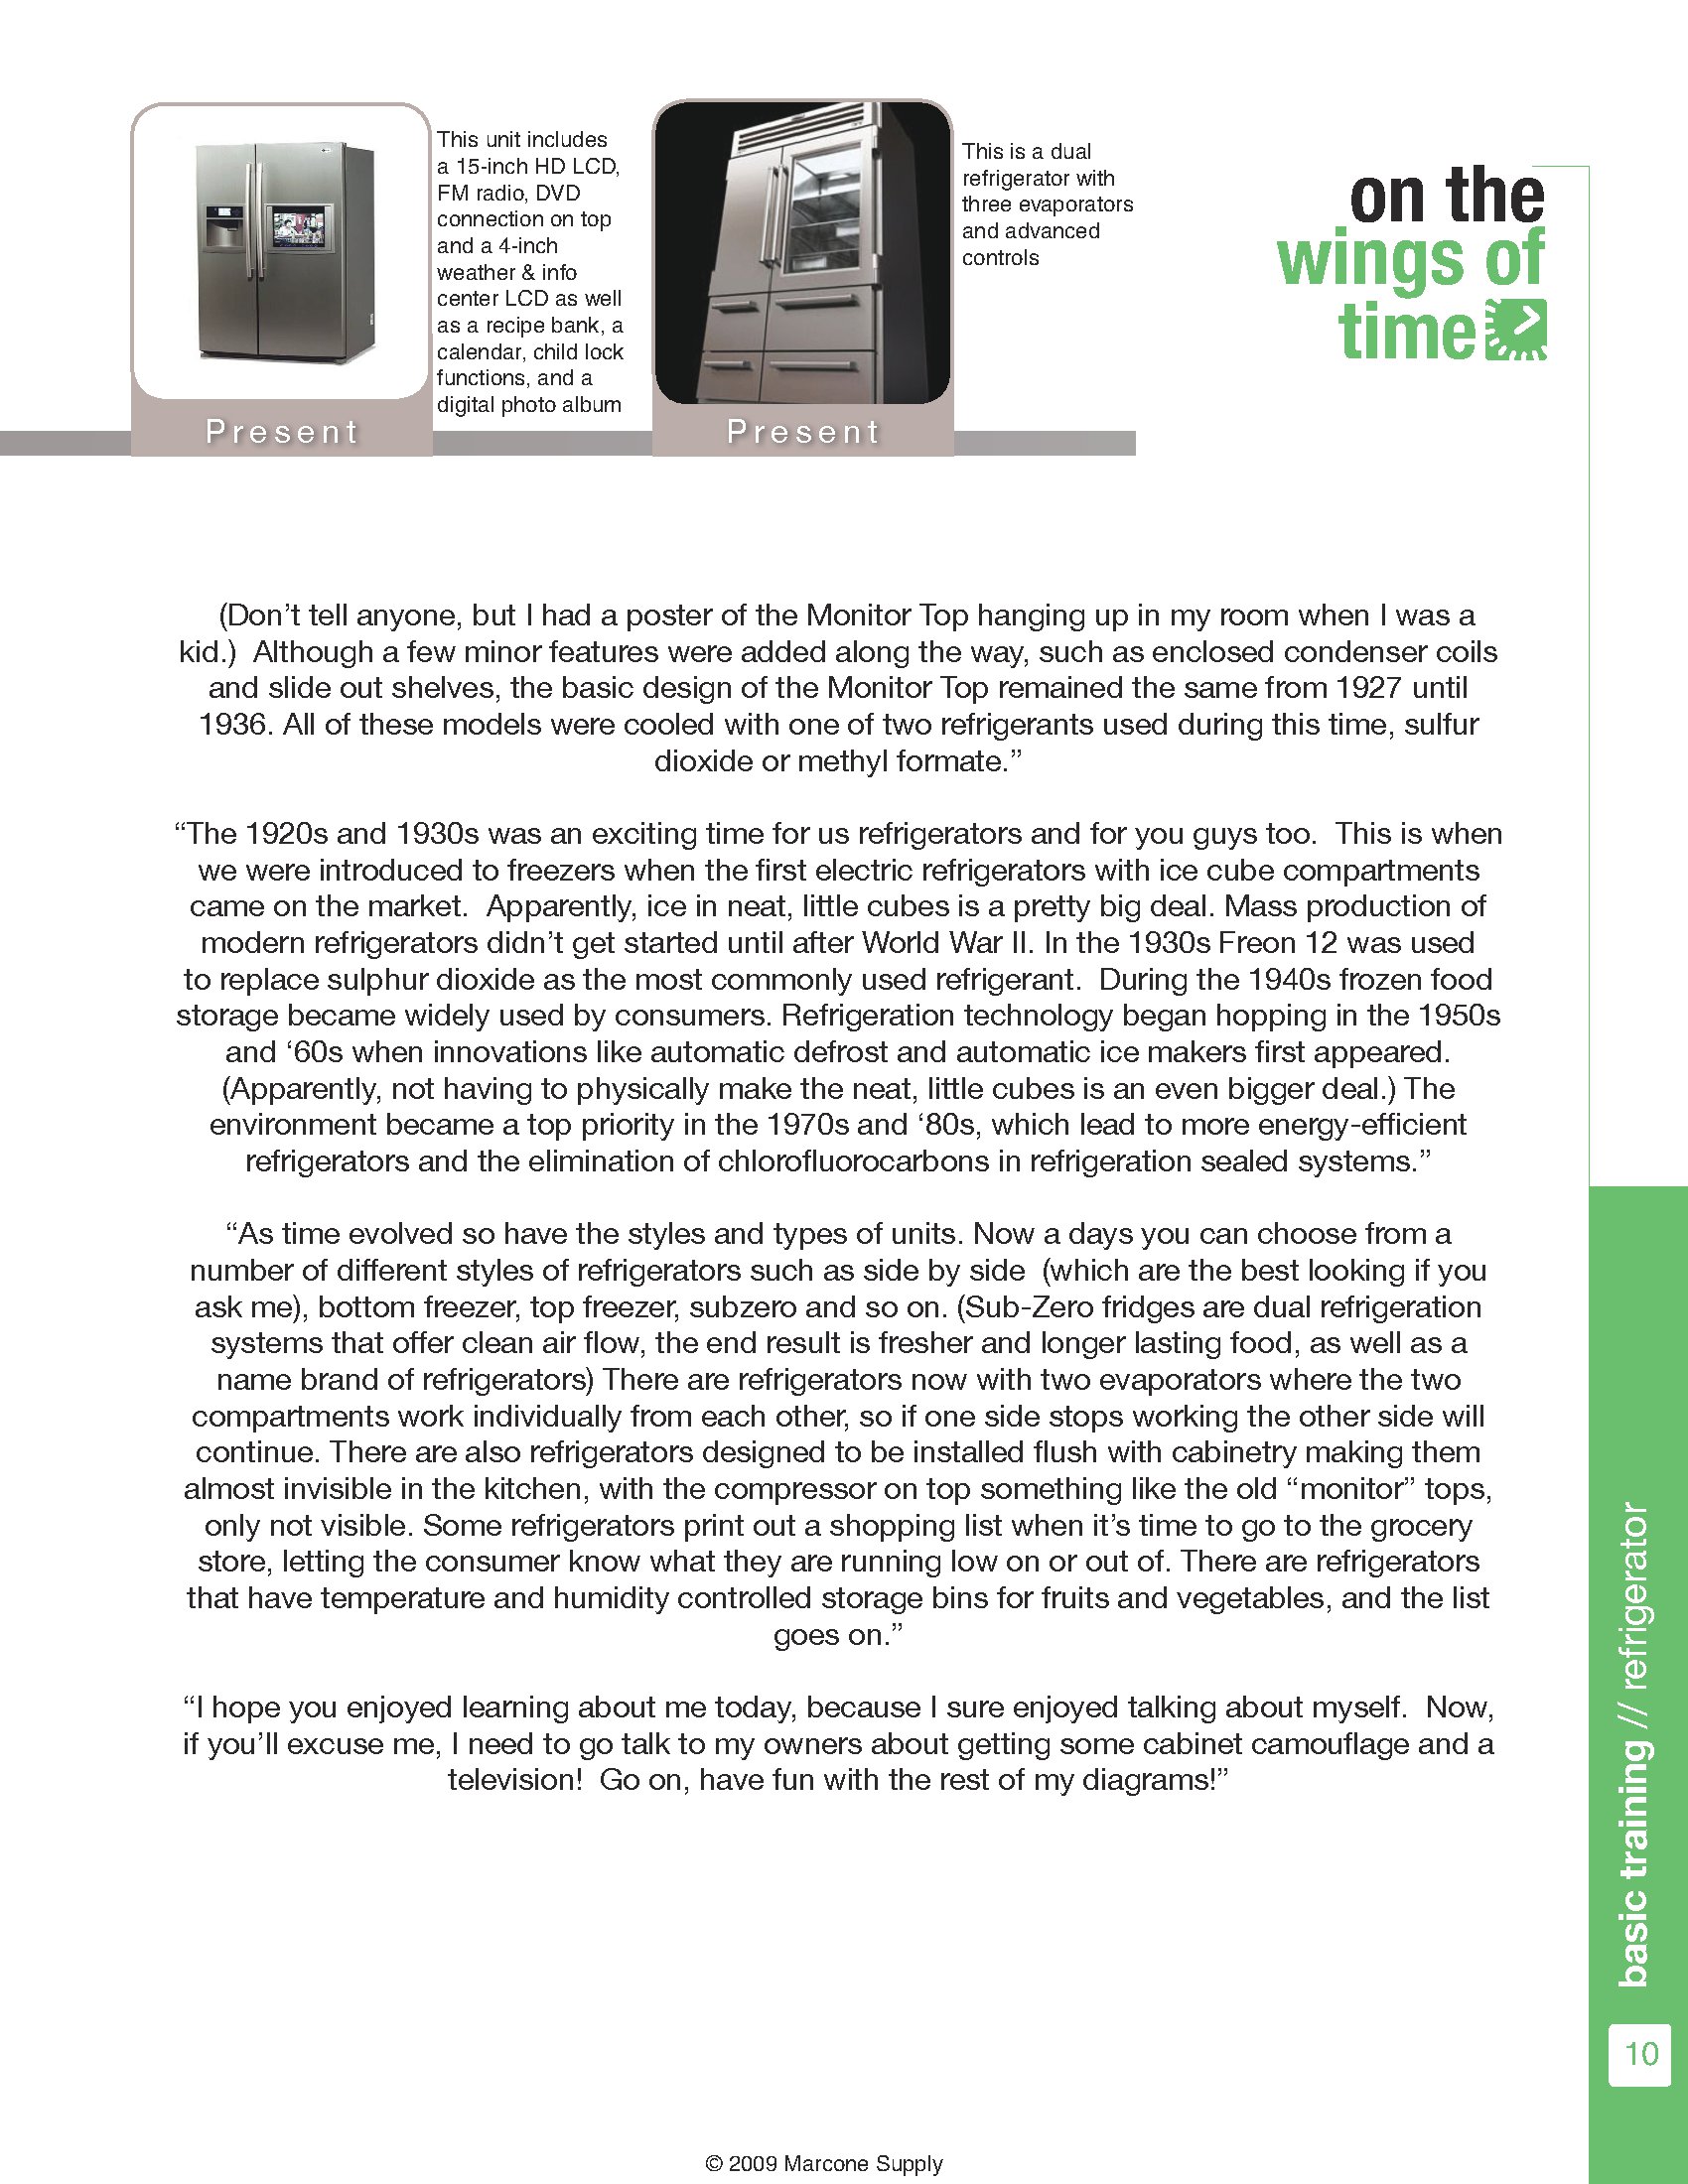 This unit includes
a 15-inch HD LCD,
FM radio, DVD
connection on top
and a 4-inch
weather & info
center LCD as well
as a recipe bank, a
calendar, child lock
functions, and a
digital photo album
Present
This is a dual
refrigerator with
three evaporators
and advanced
controls
Present
on the
wings of
time
(Don’t tell anyone, but I had a poster of the Monitor Top hanging up in my room when I was a
kid.)  Although a few minor features were added along the way, such as enclosed condenser coils
and slide out shelves, the basic design of the Monitor Top remained the same from 1927 until
1936. All of these models were cooled with one of two refrigerants used during this time, sulfur
dioxide or methyl formate.”
“The 1920s and 1930s was an exciting time for us refrigerators and for you guys too.  This is when
we were introduced to freezers when the first electric refrigerators with ice cube compartments
came on the market.  Apparently, ice in neat, little cubes is a pretty big deal. Mass production of
modern refrigerators didn’t get started until after World War II. In the 1930s Freon 12 was used
to replace sulphur dioxide as the most commonly used refrigerant.  During the 1940s frozen food
storage became widely used by consumers. Refrigeration technology began hopping in the 1950s
and ‘60s when innovations like automatic defrost and automatic ice makers first appeared.
(Apparently, not having to physically make the neat, little cubes is an even bigger deal.) The
environment became a top priority in the 1970s and ‘80s, which lead to more energy-efficient
refrigerators and the elimination of chlorofluorocarbons in refrigeration sealed systems.”
“As time evolved so have the styles and types of units. Now a days you can choose from a
number of different styles of refrigerators such as side by side  (which are the best looking if you
ask me), bottom freezer, top freezer, subzero and so on. (Sub-Zero fridges are dual refrigeration
systems that offer clean air flow, the end result is fresher and longer lasting food, as well as a
name brand of refrigerators) There are refrigerators now with two evaporators where the two
compartments work individually from each other, so if one side stops working the other side will
continue. There are also refrigerators designed to be installed flush with cabinetry making them
almost invisible in the kitchen, with the compressor on top something like the old “monitor” tops,
only not visible. Some refrigerators print out a shopping list when it’s time to go to the grocery
store, letting the consumer know what they are running low on or out of. There are refrigerators
that have temperature and humidity controlled storage bins for fruits and vegetables, and the list
goes on.”
“I hope you enjoyed learning about me today, because I sure enjoyed talking about myself.  Now,
if you’ll excuse me, I need to go talk to my owners about getting some cabinet camouflage and a
television!  Go on, have fun with the rest of my diagrams!”
basic training // refrigerator
10
© 2009 Marcone Supply